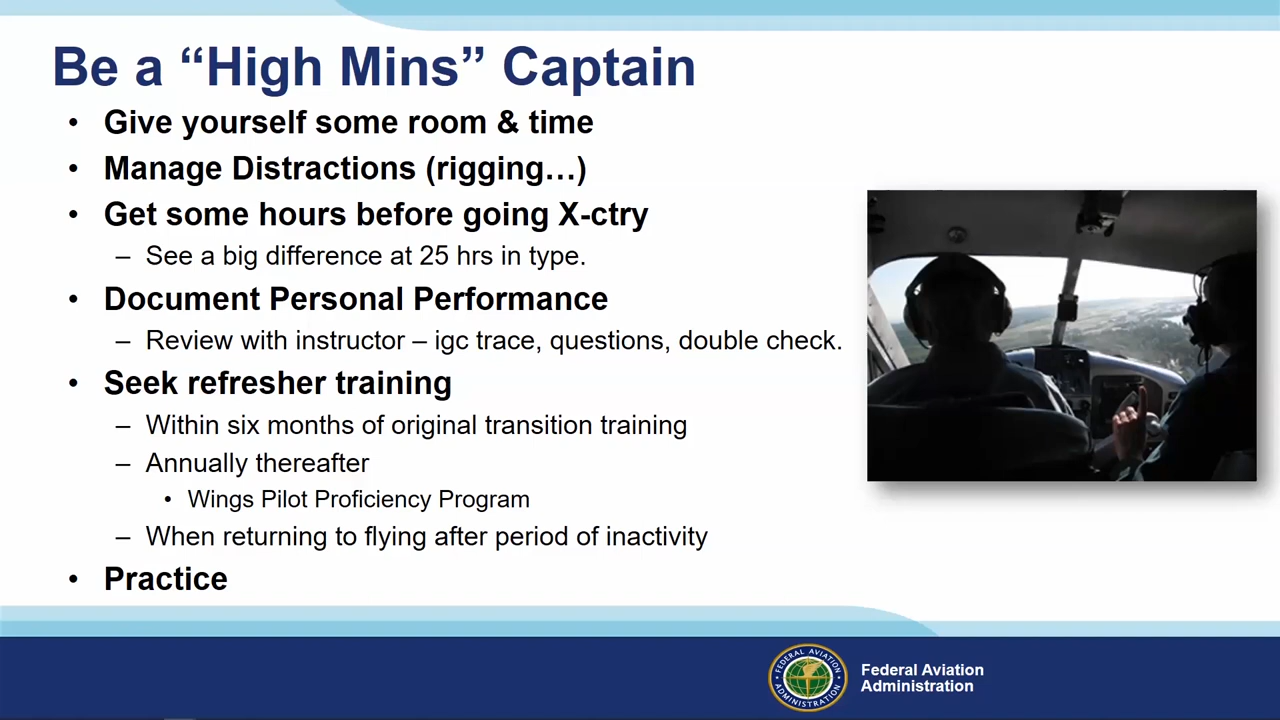 Be a “High Mins” Captain
• Give yourself some room & time
• Manage Distractions (rigging…)
• Get some hours before going X-ctry
– See a big difference at 25 hrs in type.
• Document Personal Performance
– Review with instructor – igc trace, questions, double check.
• Seek refresher training
– Within six months of original transition training
– Annually thereafter
• Wings Pilot Proficiency Program
– When returning to flying after period of inactivity
• Practice
FEDERAL AVIATION
ADMINISTRATION
Federal Aviation
Administration